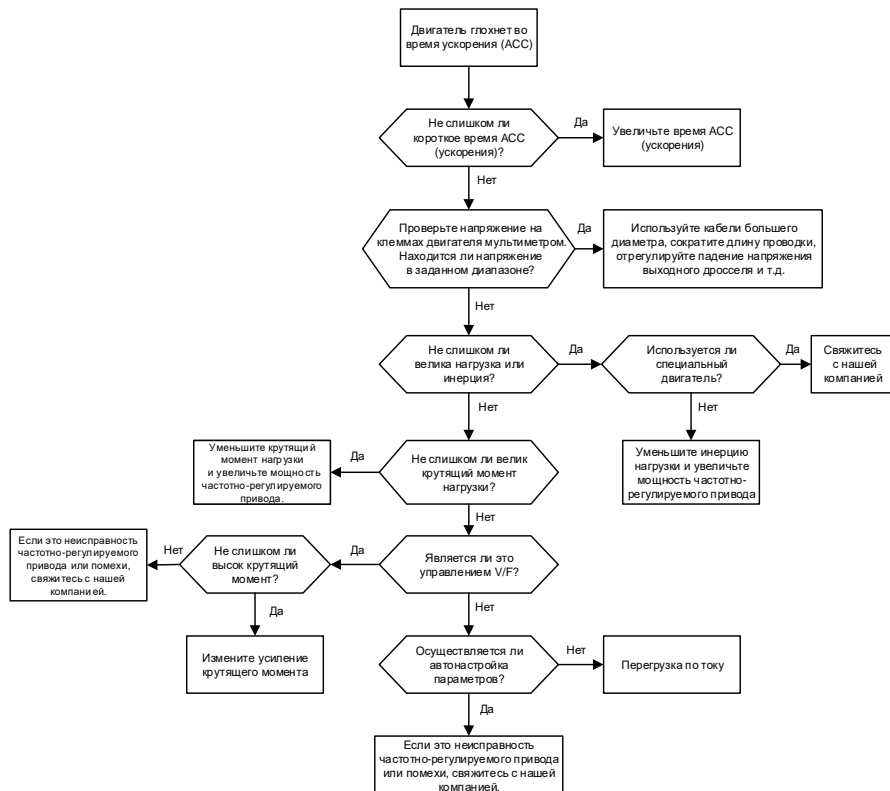 Двигатель глохнет во
время ускорения (АСС)
Не слишком ли
короткое время АСС
(ускорения)?
Да
Увеличьте время АСС
(ускорения)
Нет
Проверьте напряжение на
клеммах двигателя мультиметром.
Находится ли напряжение
в заданном диапазоне?
Да
Используйте кабели большего
диаметра, сократите длину проводки,
отрегулируйте падение напряжения
выходного дросселя и т.д.
Нет
Не слишком ли
велика нагрузка или
инерция?
Да
Используется ли
специальный
двигатель?
Да
Свяжитесь
с нашей
компанией
Нет
Нет
Уменьшите инерцию
нагрузки и увеличьте
мощность частотно-
регулируемого привода
Не слишком ли велик
крутящий момент
нагрузки?
Да
Уменьшите крутящий
момент нагрузки
и увеличьте мощность
частотно-регулируемого
привода.
Нет
Является ли это
управлением V/F?
Да
Не слишком ли
высок крутящий
момент?
Нет
Если это неисправность
частотно-регулируемого
привода или помехи,
свяжитесь с нашей
компанией.
Да
Измените усиление
крутящего момента
Нет
Осуществляется ли
автонастройка
параметров?
Нет
Перегрузка по току
Да
Если это неисправность
частотно-регулируемого привода
или помехи, свяжитесь с нашей
компанией.